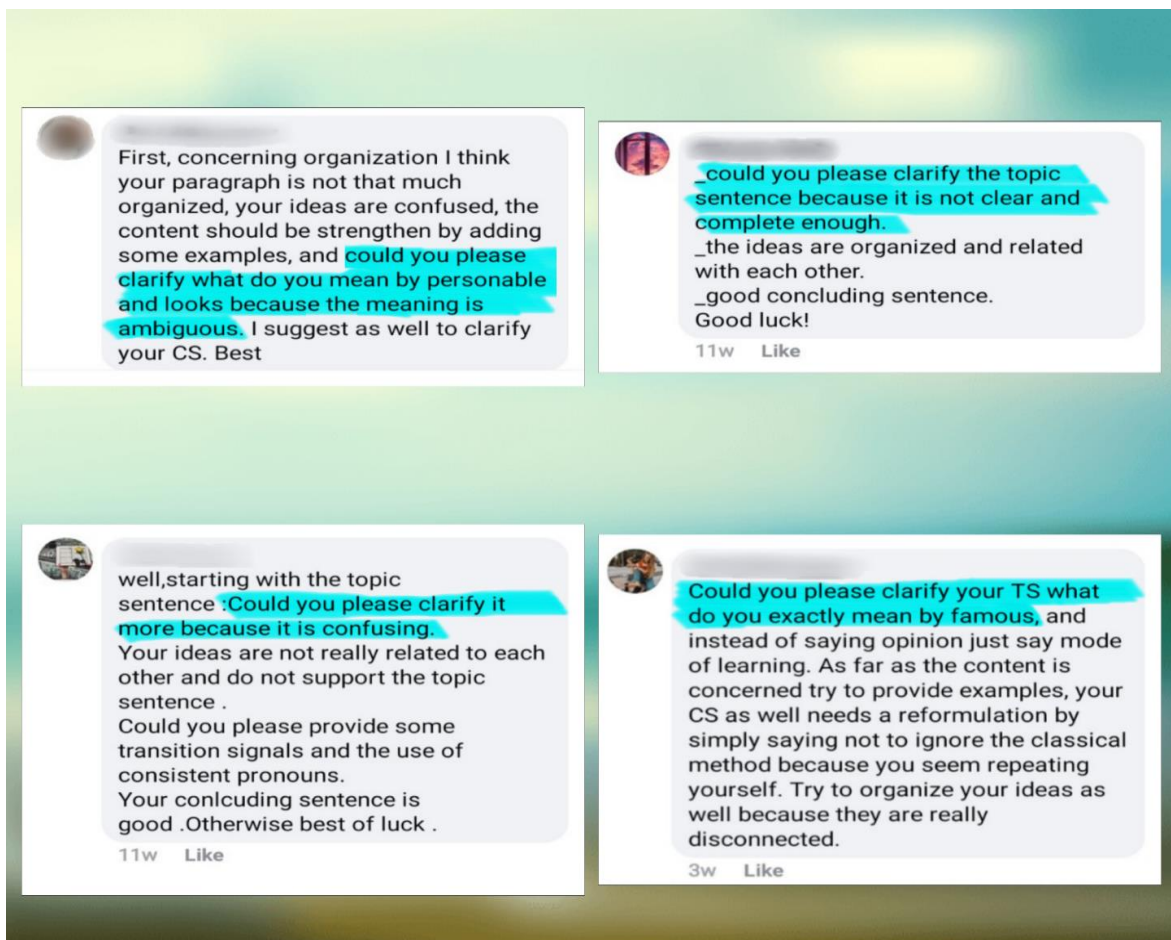 First, concerning organization I think
your paragraph is not that much
organized, your ideas are confused, the
content should be strengthen by adding
some examples, and could you please
clarify what do you mean by personable
and looks because the meaning is
ambiguous. I suggest as well to clarify
your CS. Best
_could you please clarify the topic
sentence because it is not clear and
complete enough.
_the ideas are organized and related
with each other.
_good concluding sentence.
Good luck!
11w Like
well,starting with the topic
sentence :Could you please clarify it
more because it is confusing.
Your ideas are not really related to each
other and do not support the topic
sentence .
Could you please provide some
transition signals and the use of
consistent pronouns.
Your conlcuding sentence is
good .Otherwise best of luck .
11w Like
Could you please clarify your TS what
do you exactly mean by famous, and
instead of saying opinion just say mode
of learning. As far as the content is
concerned try to provide examples, your
CS as well needs a reformulation by
simply saying not to ignore the classical
method because you seem repeating
yourself. Try to organize your ideas as
well because they are really
disconnected.
3w Like